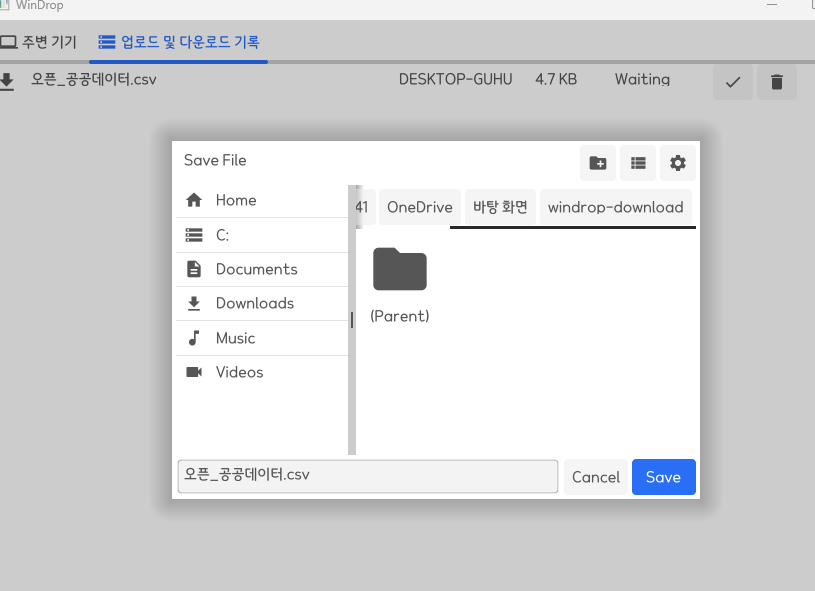 WinDrop
주변 기기 업로드 및 다운로드 기록
오픈_공공데이터.csv DESKTOP-GUHU 4.7 KB Waiting
Save File
41 OneDrive 바탕 화면 windrop-download
Home
C:
Documents
Downloads
Music
Videos
(Parent)
오픈_공공데이터.csv Cancel Save